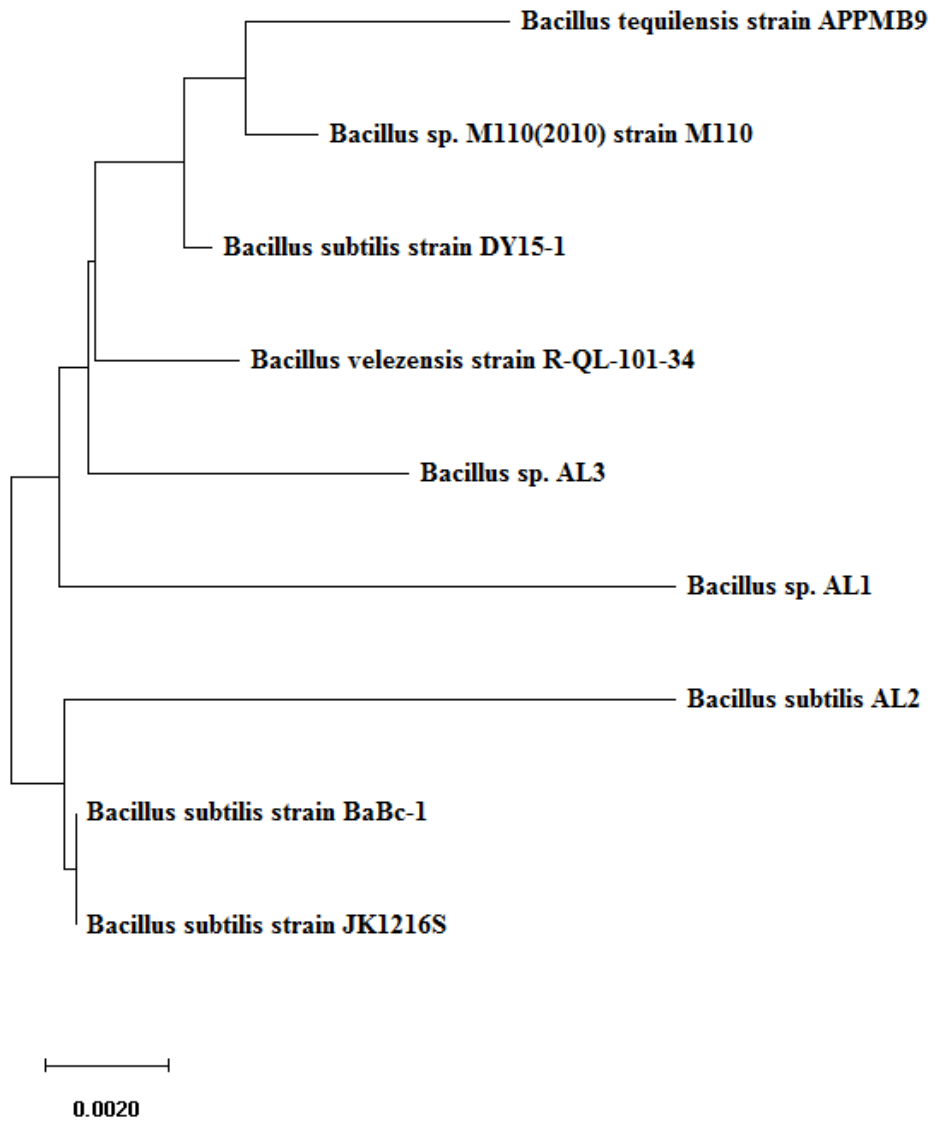 Bacillus tequilensis strain APPMB9
Bacillus sp. M110(2010) strain M110
Bacillus subtilis strain DY15-1
Bacillus velezensis strain R-QL-101-34
Bacillus sp. AL3
Bacillus sp. AL1
Bacillus subtilis AL2
Bacillus subtilis strain BaBc-1
Bacillus subtilis strain JK1216S
0.0020